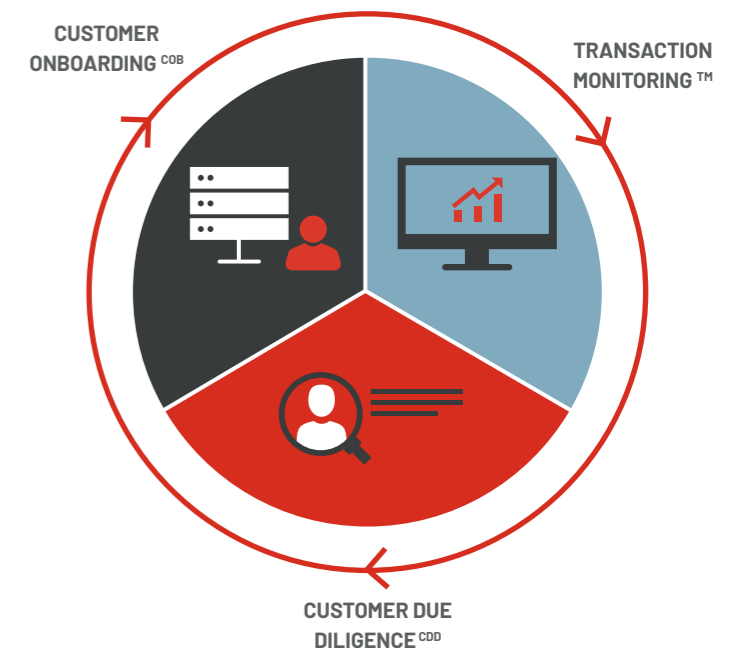 CUSTOMER
ONBOARDING COB
TRANSACTION
MONITORING TM
CUSTOMER DUE
DILIGENCE CDD